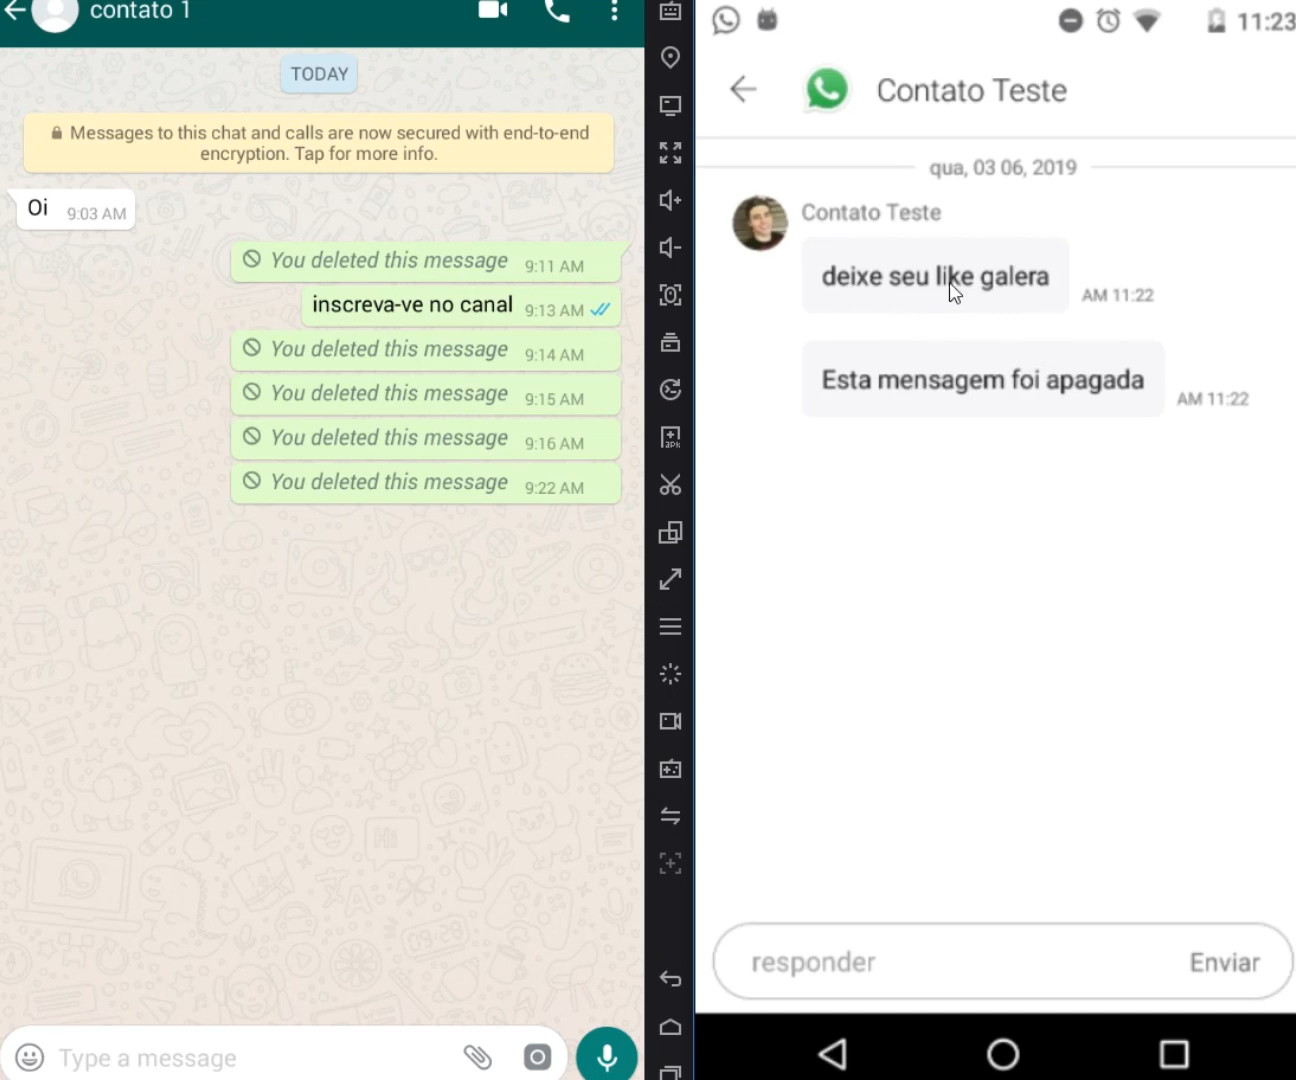 contato 1
TODAY
Messages to this chat and calls are now secured with end-to-end
encryption. Tap for more info.
Oi 9:03 AM
You deleted this message 9:11 AM
inscreva-ve no canal 9:13 AM
You deleted this message 9:14 AM
You deleted this message 9:15 AM
You deleted this message 9:16 AM
You deleted this message 9:22 AM
Type a message
11:23
Contato Teste
qua, 03 06, 2019
Contato Teste
deixe seu like galera AM 11:22
Esta mensagem foi apagada AM 11:22
responder Enviar